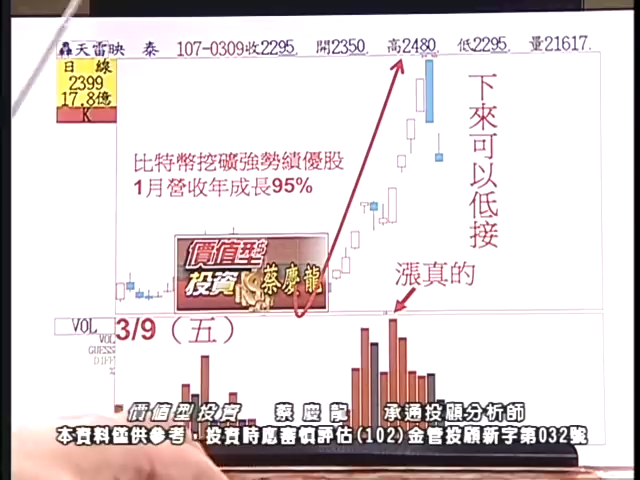 轟天雷映 泰 107-0309收2295. 開2350. 高2480. 低2295. 量21617.
日 線
2399
17.8億
K
下來可以低接
比特幣挖礦強勢績優股
1月營收年成長95%
價值型
投資 蔡慶龍
漲真的
VOL 3/9（五）
VOL
GUESS
DIFF
價值型投資 蔡慶龍 承通投顧分析師
本資料僅供參考，投資時應審慎評估(102)金管投顧新字第032號